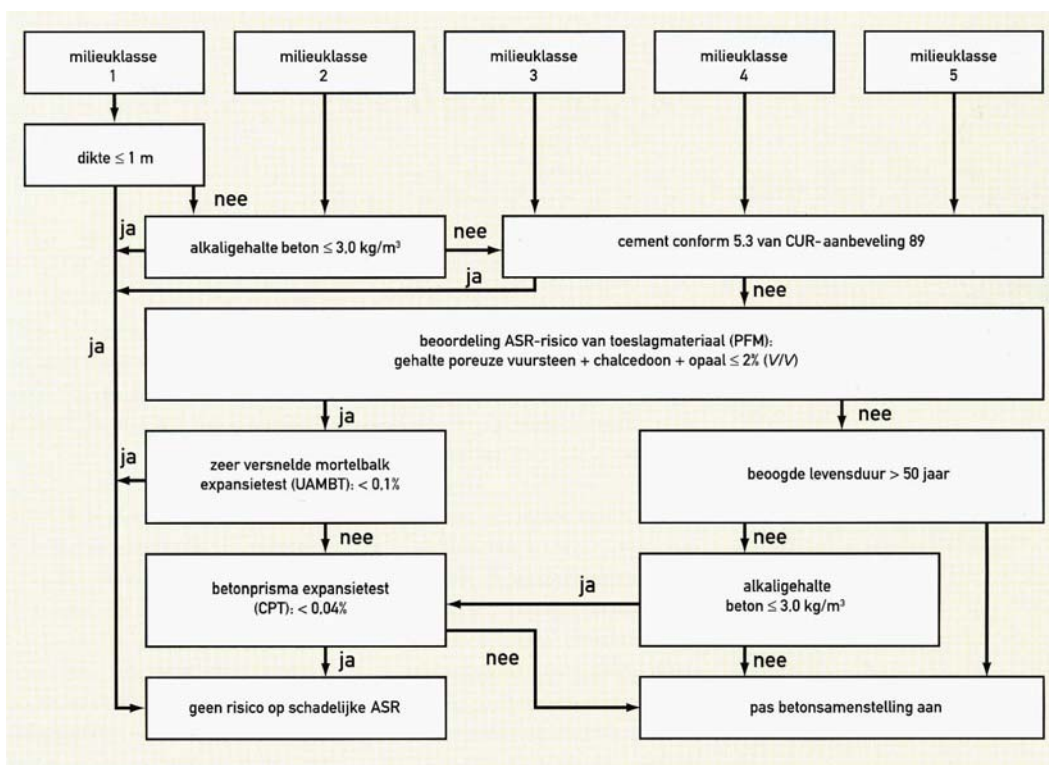 milieuklasse
1
milieuklasse
2
milieuklasse
3
milieuklasse
4
milieuklasse
5
dikte ≤ 1 m
nee
ja
alkaligehalte beton ≤ 3,0 kg/m³
nee
cement conform 5.3 van CUR-aanbeveling 89
ja
nee
ja
beoordeling ASR-risico van toeslagmateriaal (PFM):
gehalte poreuze vuursteen + chalcedoon + opaal ≤ 2% (V/V)
ja
nee
ja
zeer versnelde mortelbalk
expansietest (UAMBT): < 0,1%
beoogde levensduur > 50 jaar
nee
nee
betonprisma expansietest
(CPT): < 0,04%
ja
alkaligehalte
beton ≤ 3.0 kg/m³
ja
nee
nee
geen risico op schadelijke ASR
pas betonsamenstelling aan